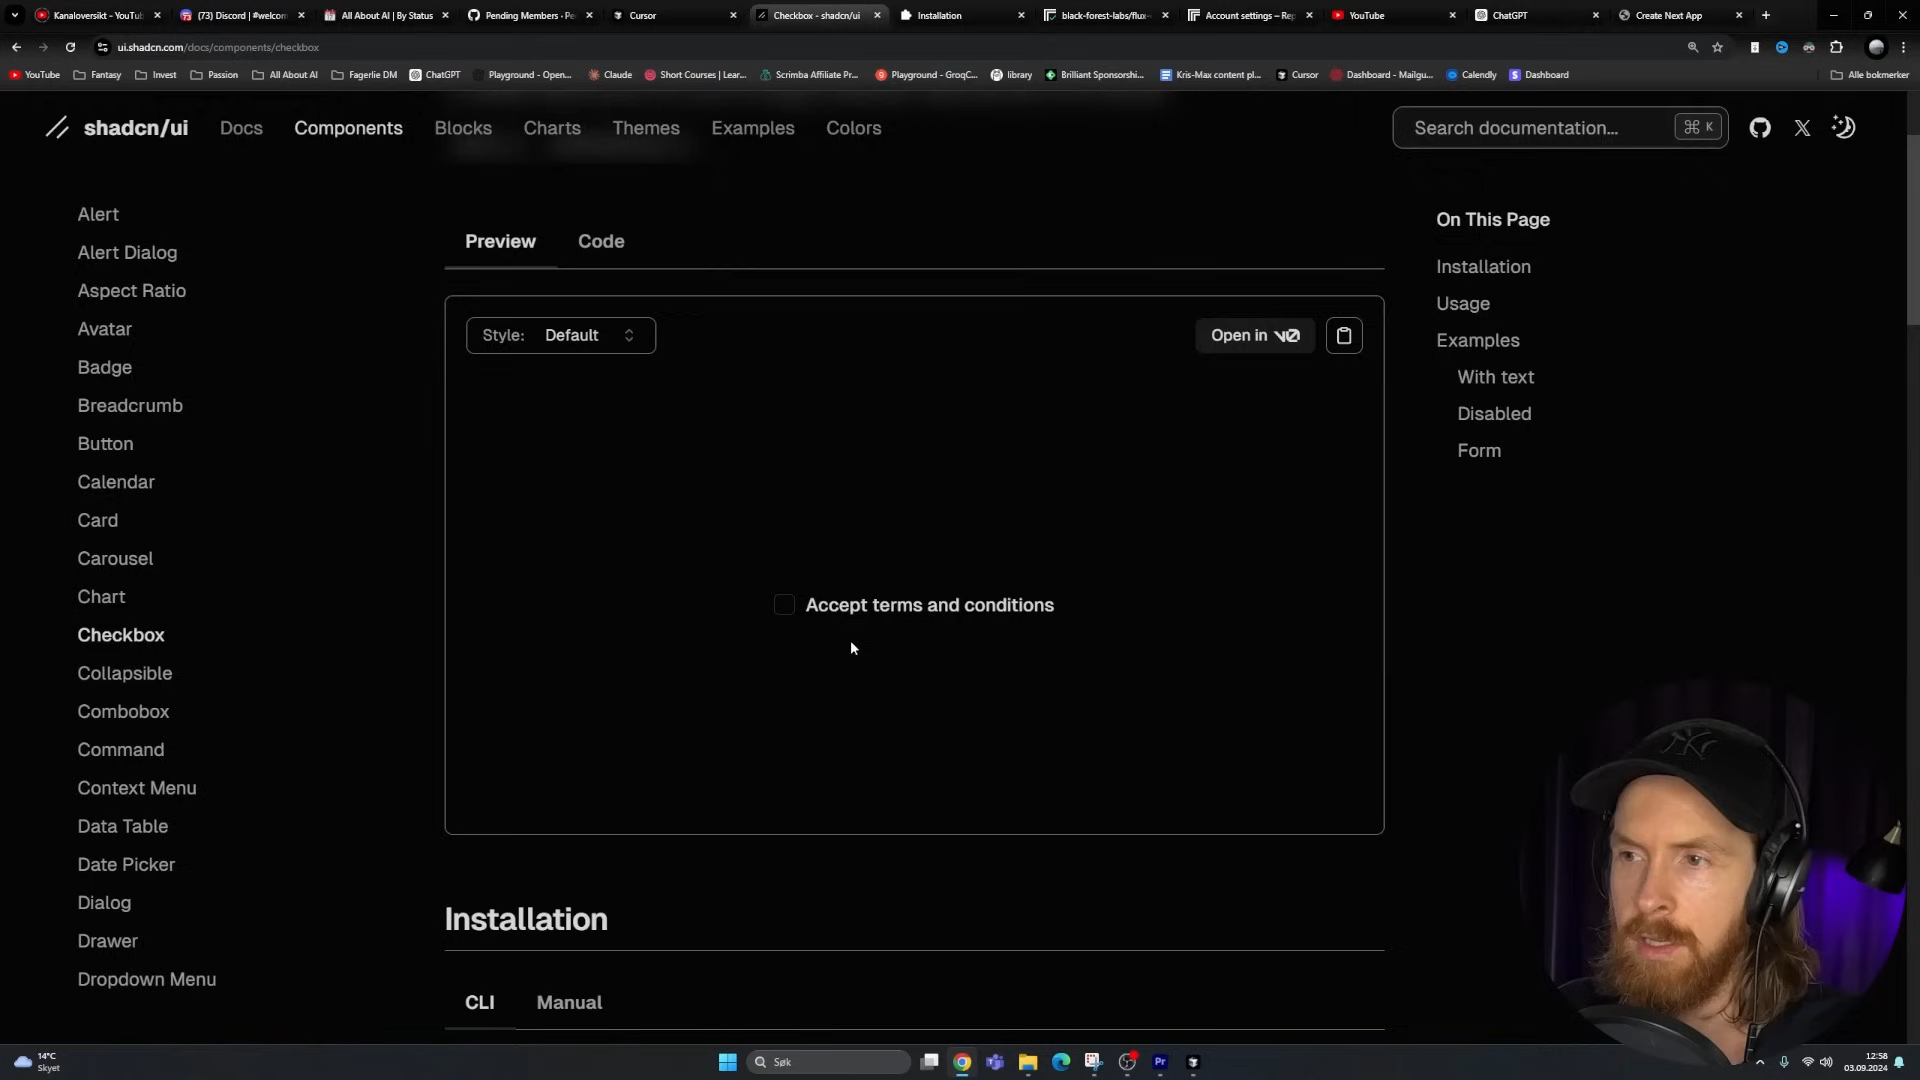 Kanaloversikt - YouTu
(73) Discord | #welcom
All About AI | By Status
Pending Members · Pe
Cursor
Checkbox - shadcn/ui
Installation
black-forest-labs/flux-
Account settings – Rep
YouTube
ChatGPT
Create Next App
ui.shadcn.com/docs/components/checkbox
YouTube
Fantasy
Invest
Passion
All About AI
Fagerlie DM
ChatGPT
Playground - Open...
Claude
Short Courses | Lear...
Scrimba Affiliate Pr...
Playground - GroqC...
library
Brilliant Sponsorshi...
Kris-Max content pl...
Cursor
Dashboard - Mailgu...
Calendly
Dashboard
Alle bokmerker
shadcn/ui
Docs
Components
Blocks
Charts
Themes
Examples
Colors
Search documentation...
⌘ K
Alert
Alert Dialog
Aspect Ratio
Avatar
Badge
Breadcrumb
Button
Calendar
Card
Carousel
Chart
Checkbox
Collapsible
Combobox
Command
Context Menu
Data Table
Date Picker
Dialog
Drawer
Dropdown Menu
Preview
Code
Style: Default
Open in v0
Accept terms and conditions
Installation
CLI
Manual
On This Page
Installation
Usage
Examples
With text
Disabled
Form
14°C
Skyet
Søk
Pr
12:58
03.09.2024